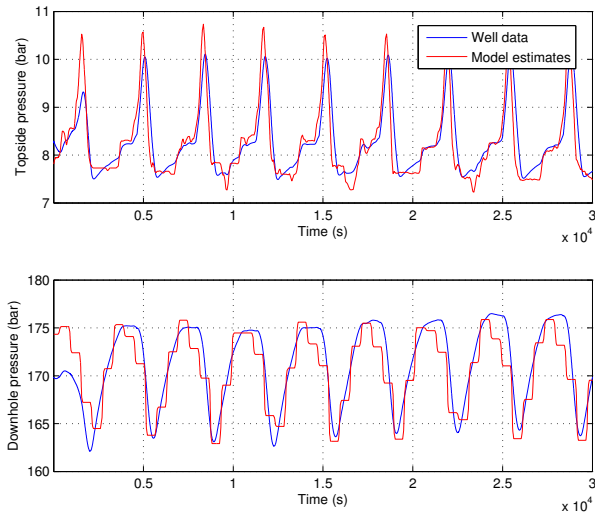 11
10
9
8
7
Topside pressure (bar)
Well data
Model estimates
0.5
1
1.5
2
2.5
3
Time (s)
x 10^4
180
175
170
165
160
Downhole pressure (bar)
0.5
1
1.5
2
2.5
3
Time (s)
x 10^4